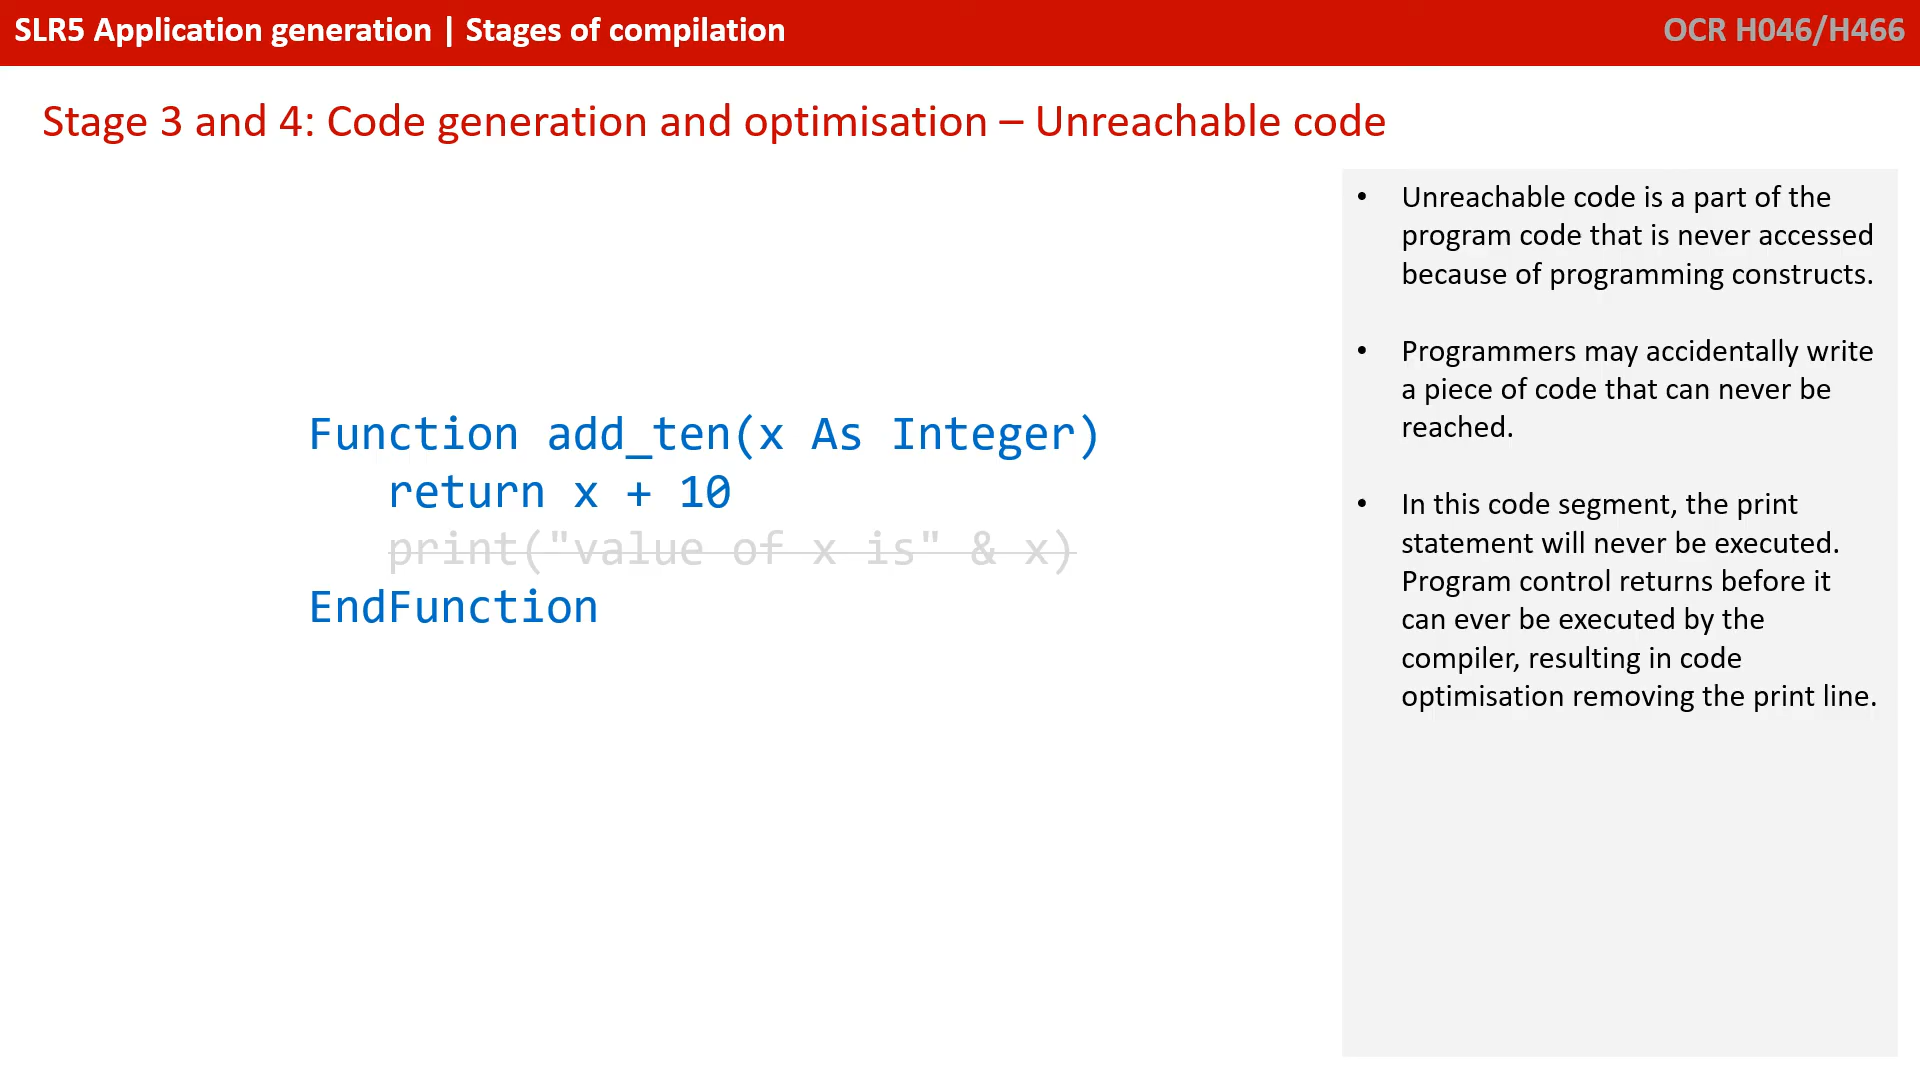 SLR5 Application generation | Stages of compilation
OCR H046/H466
Stage 3 and 4: Code generation and optimisation – Unreachable code
Function add_ten(x As Integer)
return x + 10
print("value of x is" & x)
EndFunction
• Unreachable code is a part of the
program code that is never accessed
because of programming constructs.
• Programmers may accidentally write
a piece of code that can never be
reached.
• In this code segment, the print
statement will never be executed.
Program control returns before it
can ever be executed by the
compiler, resulting in code
optimisation removing the print line.